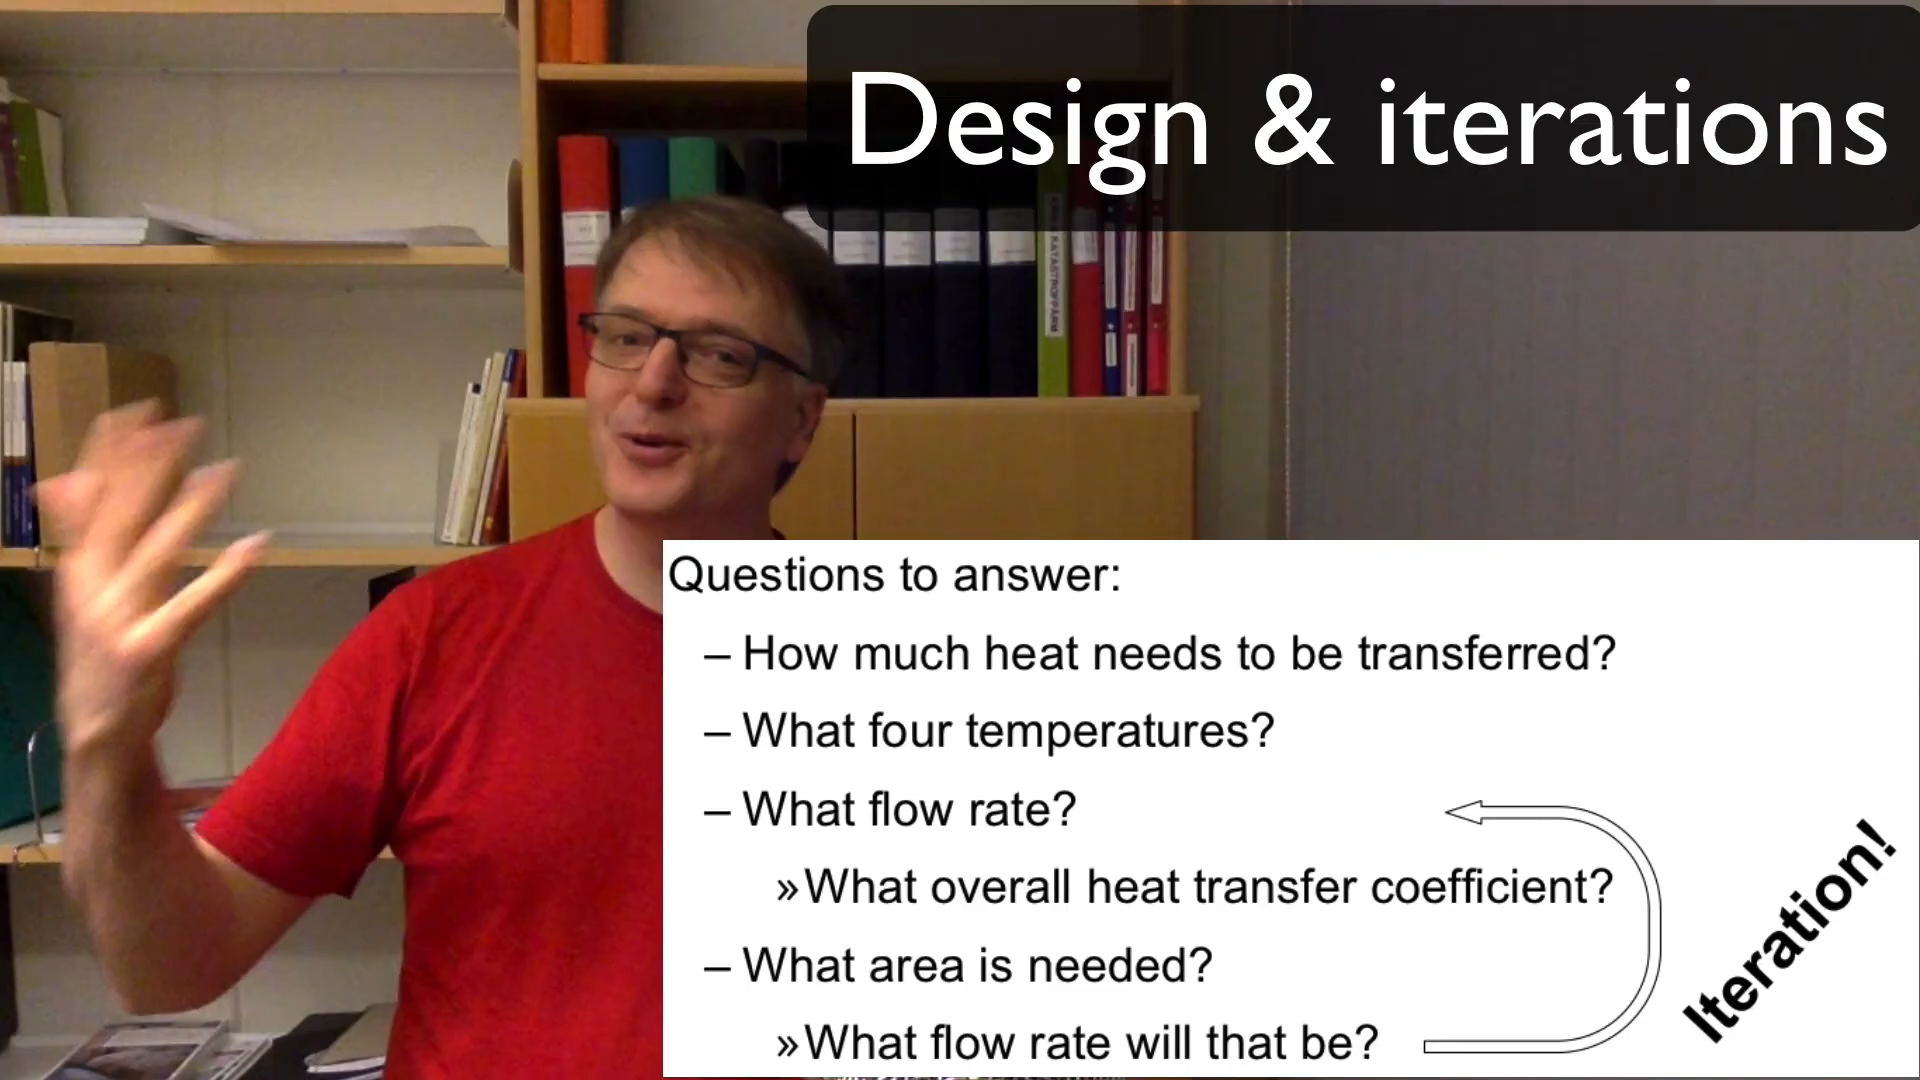 Design & iterations
KATASTROFLARM
Questions to answer:
– How much heat needs to be transferred?
– What four temperatures?
– What flow rate?
»What overall heat transfer coefficient?
– What area is needed?
»What flow rate will that be?
Iteration!